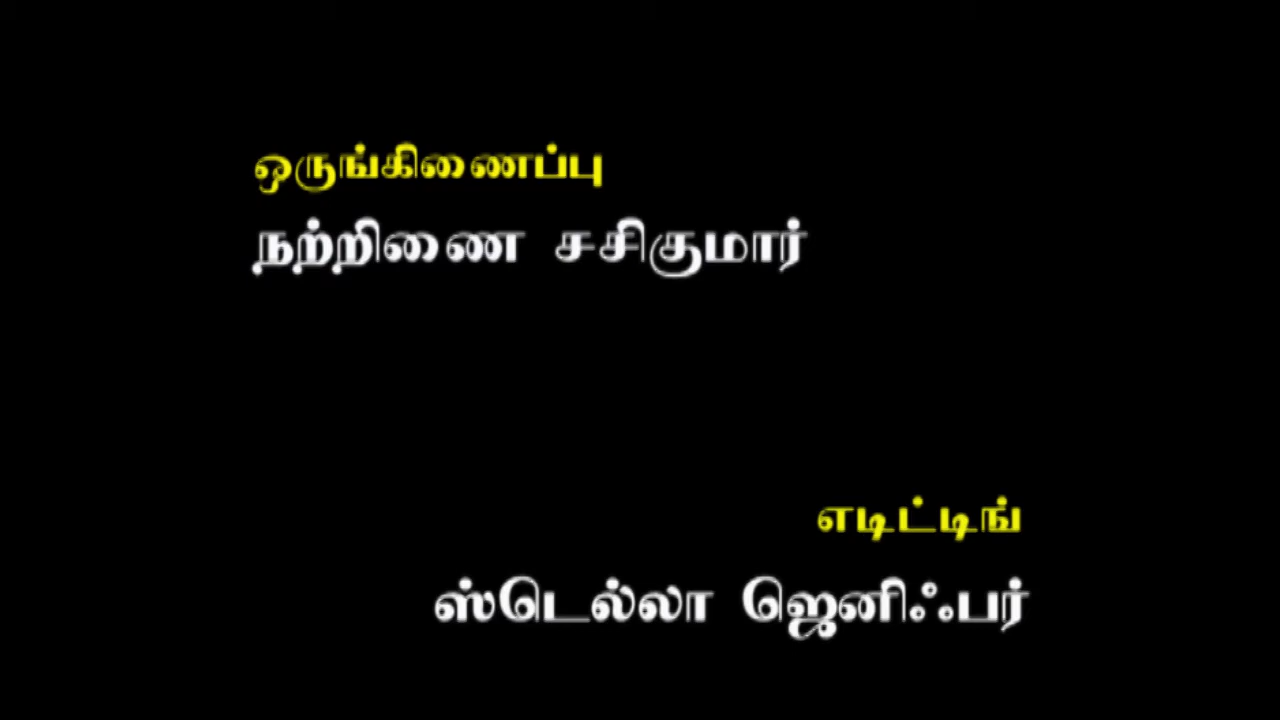 ஒருங்கிணைப்பு
நற்றிணை சசிகுமார்
எடிட்டிங்
ஸ்டெல்லா ஜெனிஃபர்